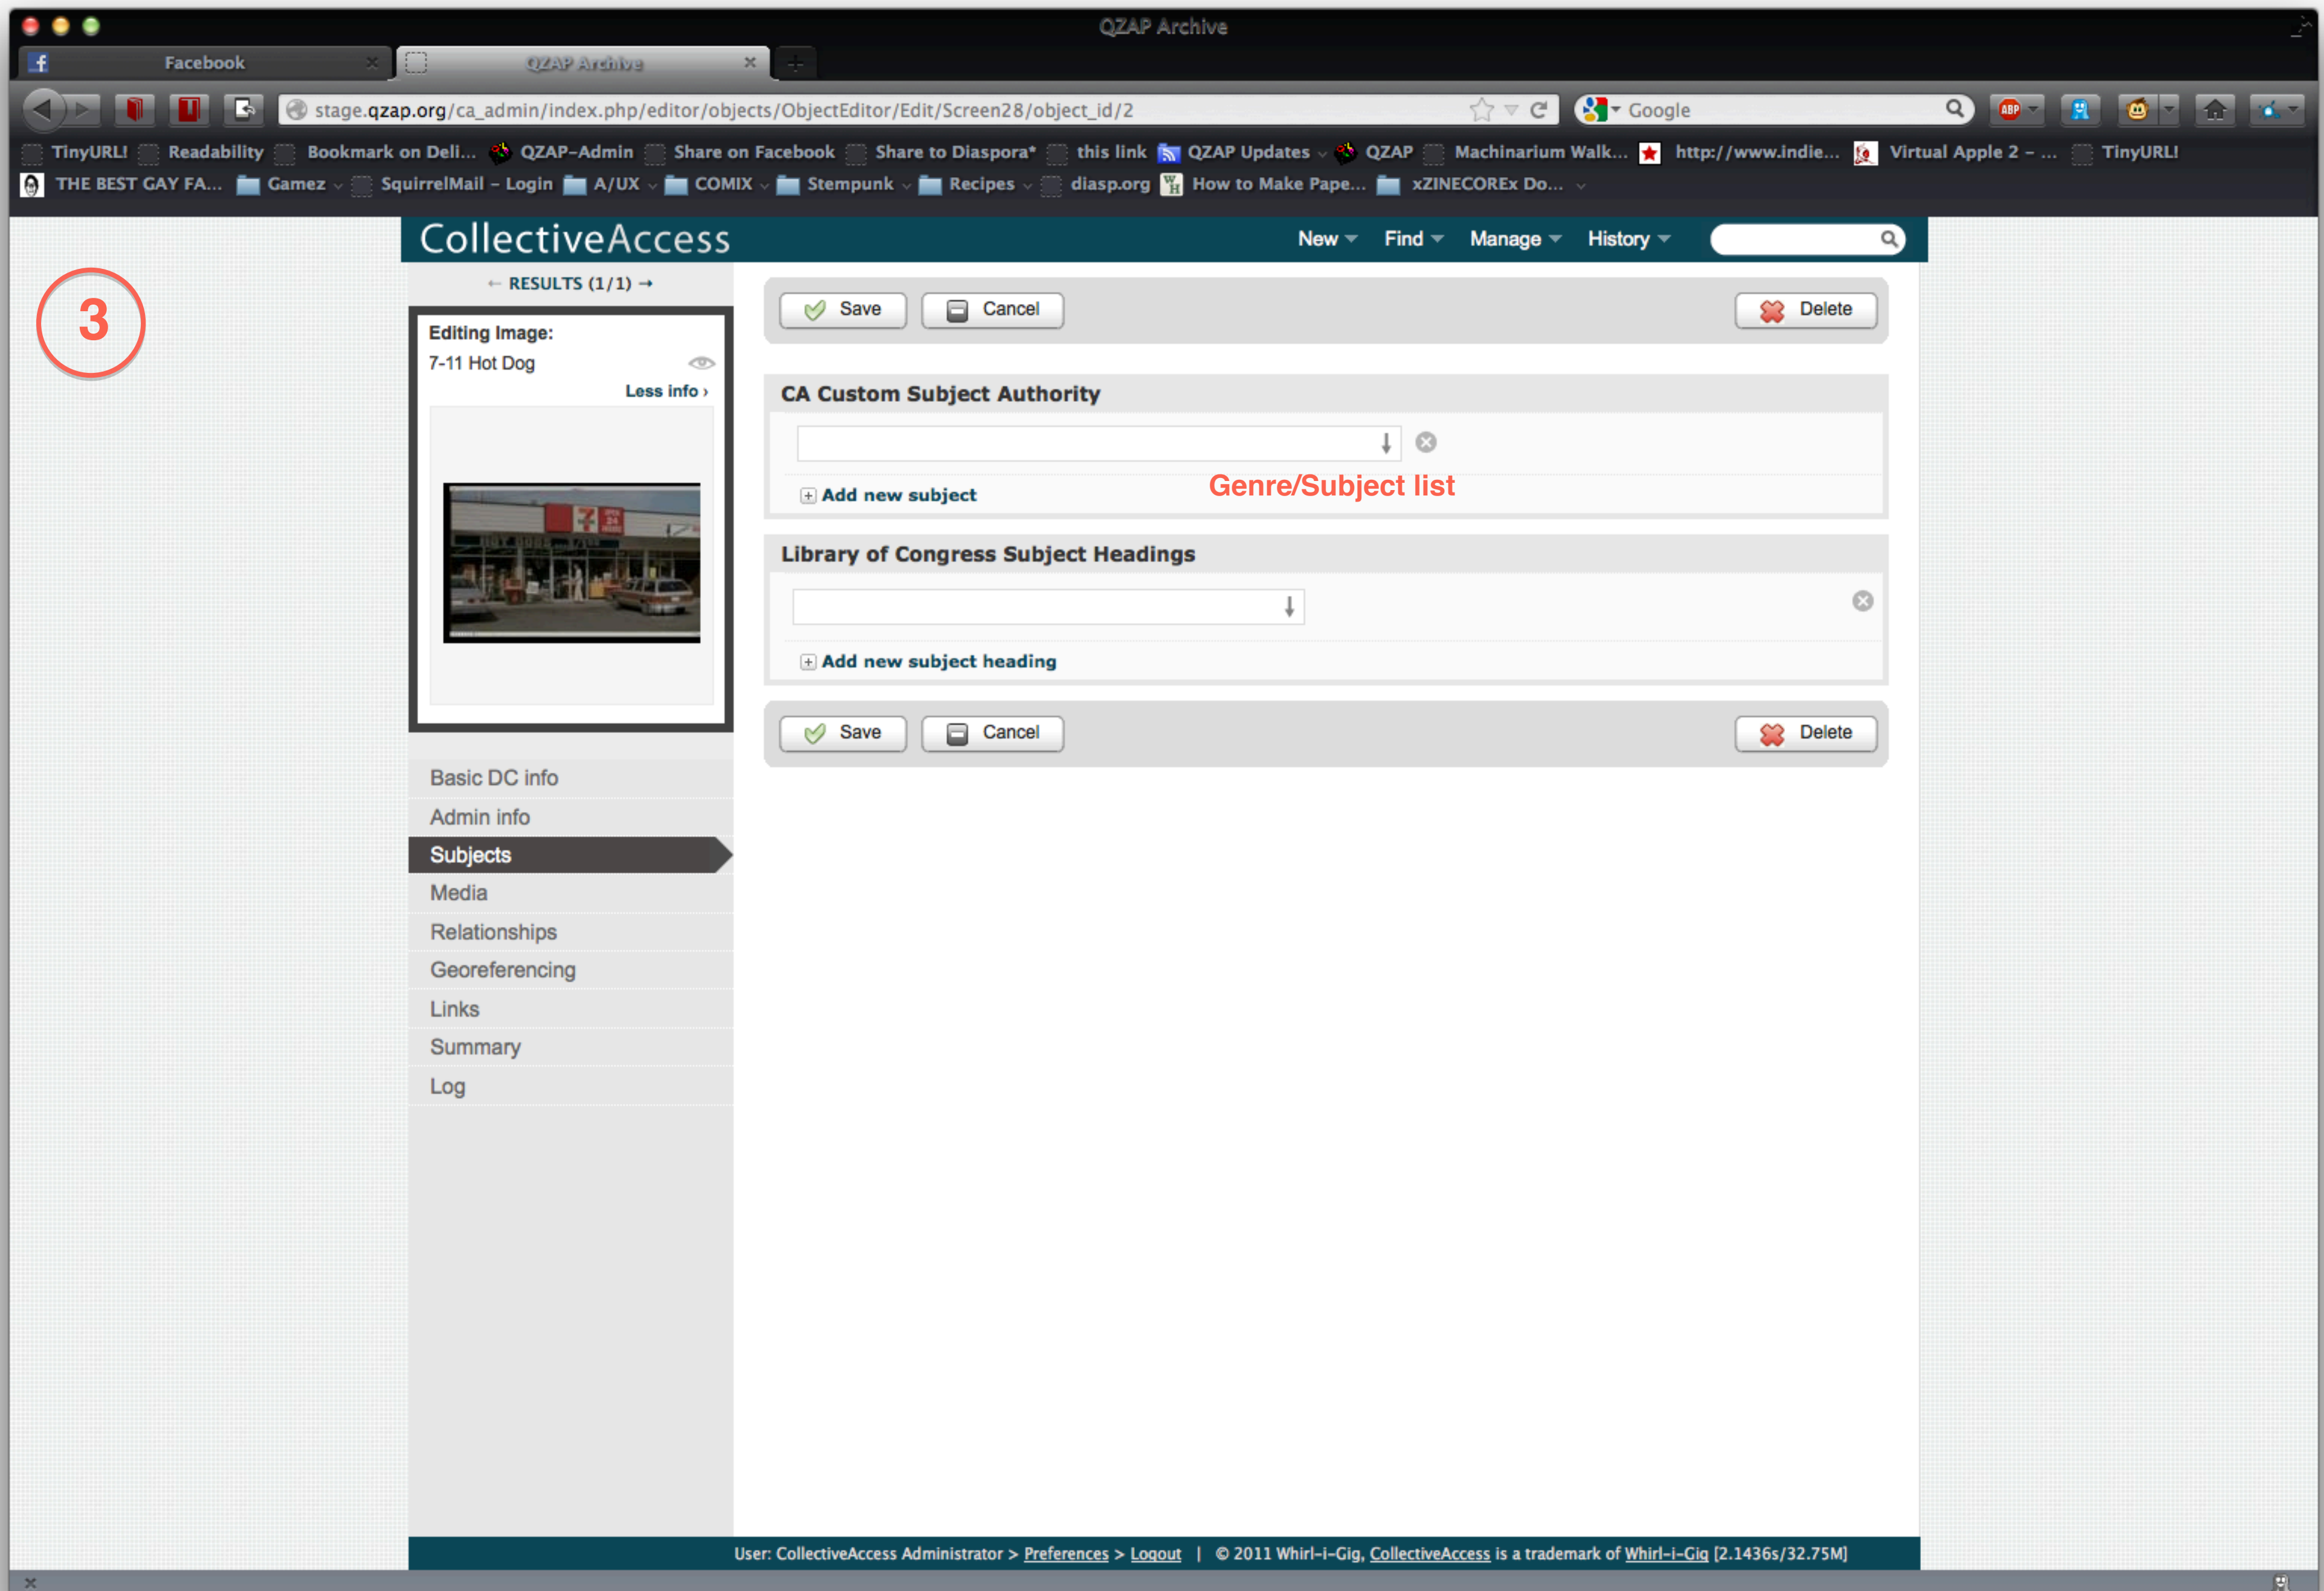 QZAP Archive
Facebook
QZAP Archive
stage.qzap.org/ca_admin/index.php/editor/objects/ObjectEditor/Edit/Screen28/object_id/2
Google
ABP
TinyURL! Readability Bookmark on Deli... QZAP-Admin Share on Facebook Share to Diaspora* this link QZAP Updates QZAP Machinarium Walk... http://www.indie... Virtual Apple 2 - ... TinyURL!
THE BEST GAY FA... Gamez SquirrelMail - Login A/UX COMIX Stempunk Recipes diasp.org WH How to Make Pape... xZINECOREx Do...
CollectiveAccess
New Find Manage History
3
← RESULTS (1/1) →
Editing Image:
7-11 Hot Dog
Less info ›
7
OPEN
24
HOURS
Save Cancel Delete
CA Custom Subject Authority
Genre/Subject list
Add new subject
Library of Congress Subject Headings
Add new subject heading
Save Cancel Delete
Basic DC info
Admin info
Subjects
Media
Relationships
Georeferencing
Links
Summary
Log
User: CollectiveAccess Administrator > Preferences > Logout | © 2011 Whirl-i-Gig, CollectiveAccess is a trademark of Whirl-i-Gig [2.1436s/32.75M]